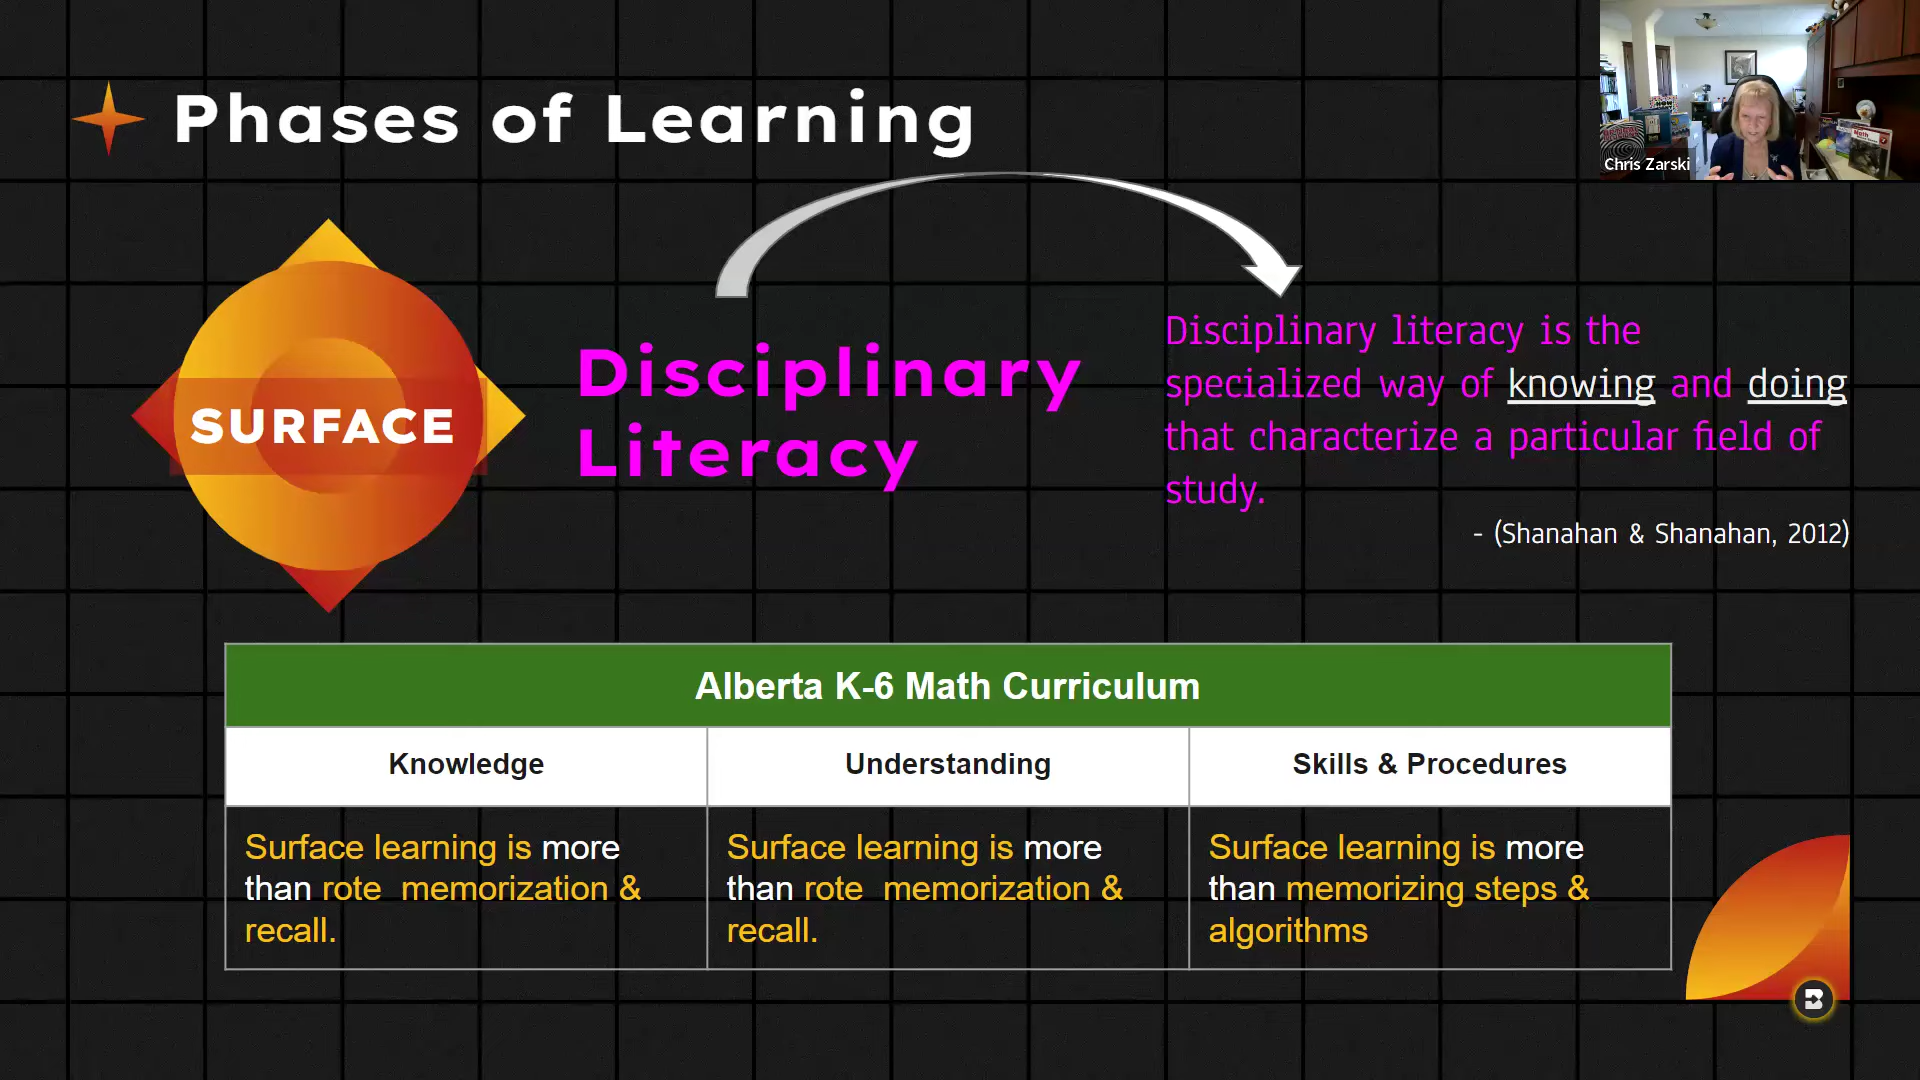 Phases of Learning
Chris Zarski
SURFACE
Disciplinary
Literacy
Disciplinary literacy is the
specialized way of knowing and doing
that characterize a particular field of
study.
- (Shanahan & Shanahan, 2012)
Alberta K-6 Math Curriculum
Knowledge
Understanding
Skills & Procedures
Surface learning is more
than rote memorization &
recall.
Surface learning is more
than rote memorization &
recall.
Surface learning is more
than memorizing steps &
algorithms